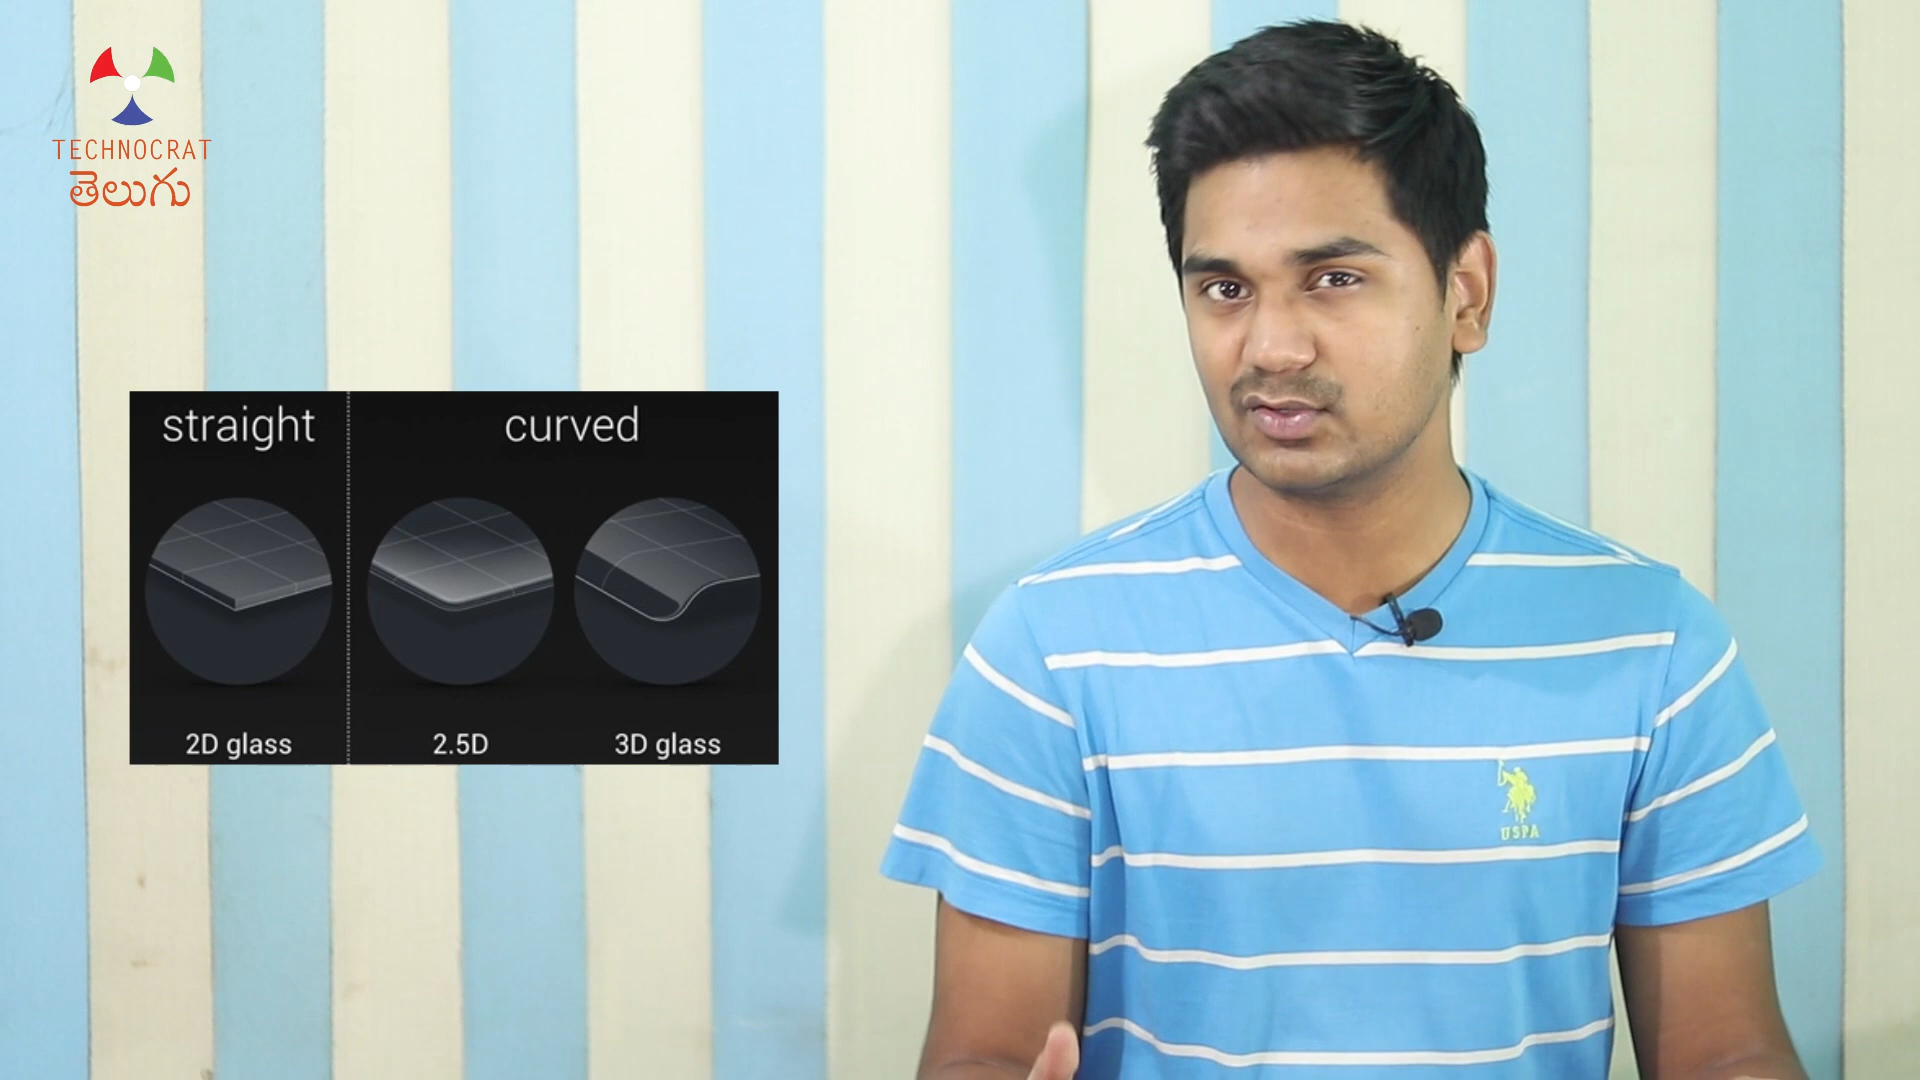 TECHNOCRAT
తెలుగు
straight
curved
2D glass
2.5D
3D glass
USPA